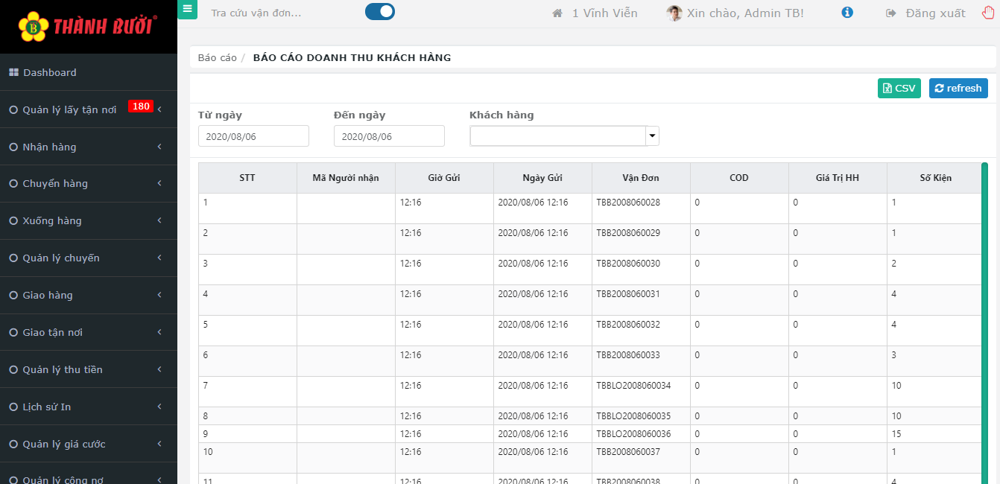 THÀNH BƯỞI®
B
Tra cứu vận đơn...
1 Vĩnh Viễn
Xin chào, Admin TB!
Đăng xuất
Dashboard
Quản lý lấy tận nơi 180
Nhận hàng
Chuyển hàng
Xuống hàng
Quản lý chuyến
Giao hàng
Giao tận nơi
Quản lý thu tiền
Lịch sử In
Quản lý giá cước
Quản lý công nợ
Báo cáo / BÁO CÁO DOANH THU KHÁCH HÀNG
CSV refresh
Từ ngày Đến ngày Khách hàng
2020/08/06 2020/08/06
STT Mã Người nhận Giờ Gửi Ngày Gửi Vận Đơn COD Giá Trị HH Số Kiện
1 12:16 2020/08/06 12:16 TBB2008060028 0 0 1
2 12:16 2020/08/06 12:16 TBB2008060029 0 0 1
3 12:16 2020/08/06 12:16 TBB2008060030 0 0 2
4 12:16 2020/08/06 12:16 TBB2008060031 0 0 4
5 12:16 2020/08/06 12:16 TBB2008060032 0 0 4
6 12:16 2020/08/06 12:16 TBB2008060033 0 0 3
7 12:16 2020/08/06 12:16 TBBLO2008060034 0 0 10
8 12:16 2020/08/06 12:16 TBBLO2008060035 0 0 10
9 12:16 2020/08/06 12:16 TBBLO2008060036 0 0 15
10 12:16 2020/08/06 12:16 TBB2008060037 0 0 1
11 12:16 2020/08/06 12:16 TBB2008060038 0 0 4